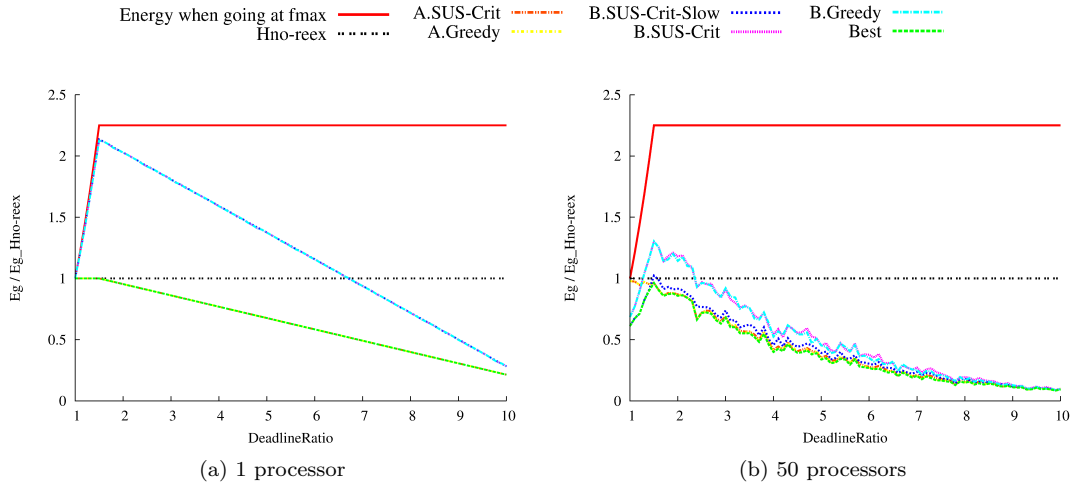 Energy when going at fmax A.SUS-Crit B.SUS-Crit-Slow B.Greedy
Hno-reex A.Greedy B.SUS-Crit Best
2.5 2.5
2 2
1.5 1.5
1 1
0.5 0.5
0 0
Eg / Eg_Hno-reex Eg / Eg_Hno-reex
1 2 3 4 5 6 7 8 9 10 1 2 3 4 5 6 7 8 9 10
DeadlineRatio DeadlineRatio
(a) 1 processor (b) 50 processors